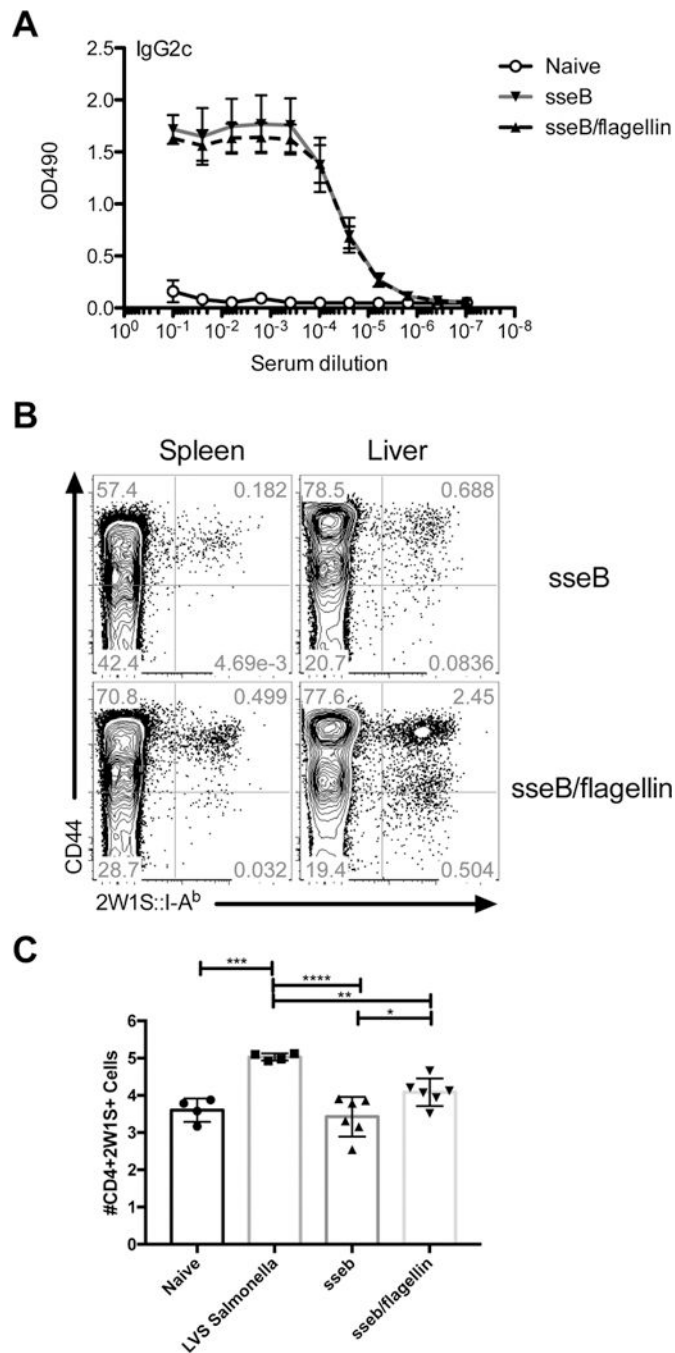 A
IgG2c
2.5
2.0
1.5
1.0
0.5
0.0
OD490
10⁰ 10⁻¹ 10⁻² 10⁻³ 10⁻⁴ 10⁻⁵ 10⁻⁶ 10⁻⁷ 10⁻⁸
Serum dilution
Naive
sseB
sseB/flagellin
B
Spleen Liver
57.4 0.182 78.5 0.688
sseB
42.4 4.69e-3 20.7 0.0836
70.8 0.499 77.6 2.45
sseB/flagellin
28.7 0.032 19.4 0.504
CD44
2W1S::I-Aᵇ
C
***
****
**
*
6
5
4
3
2
1
0
#CD4+2W1S+ Cells
Naive
LVS Salmonella
sseb
sseb/flagellin